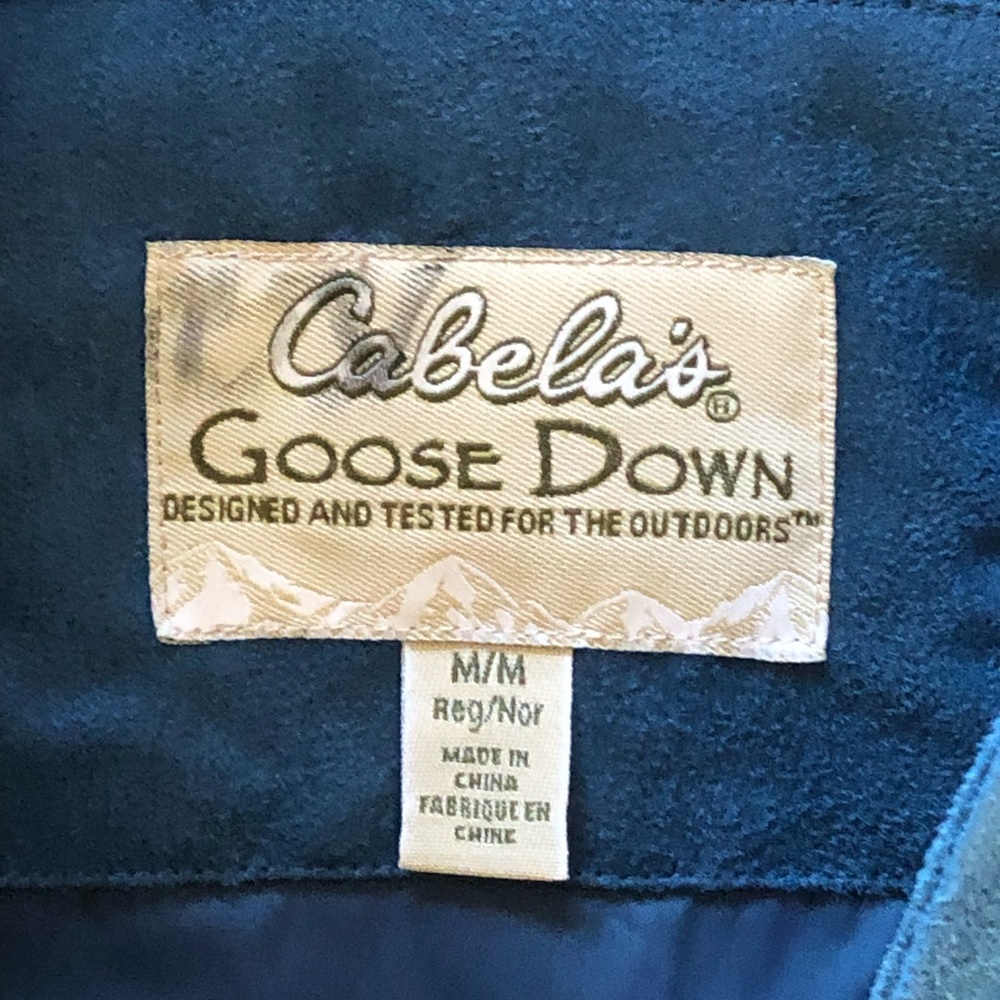 Cabela's®
GOOSE DOWN
DESIGNED AND TESTED FOR THE OUTDOORS™
M/M
Reg/Nor
MADE IN
CHINA
FABRIQUE EN
CHINE